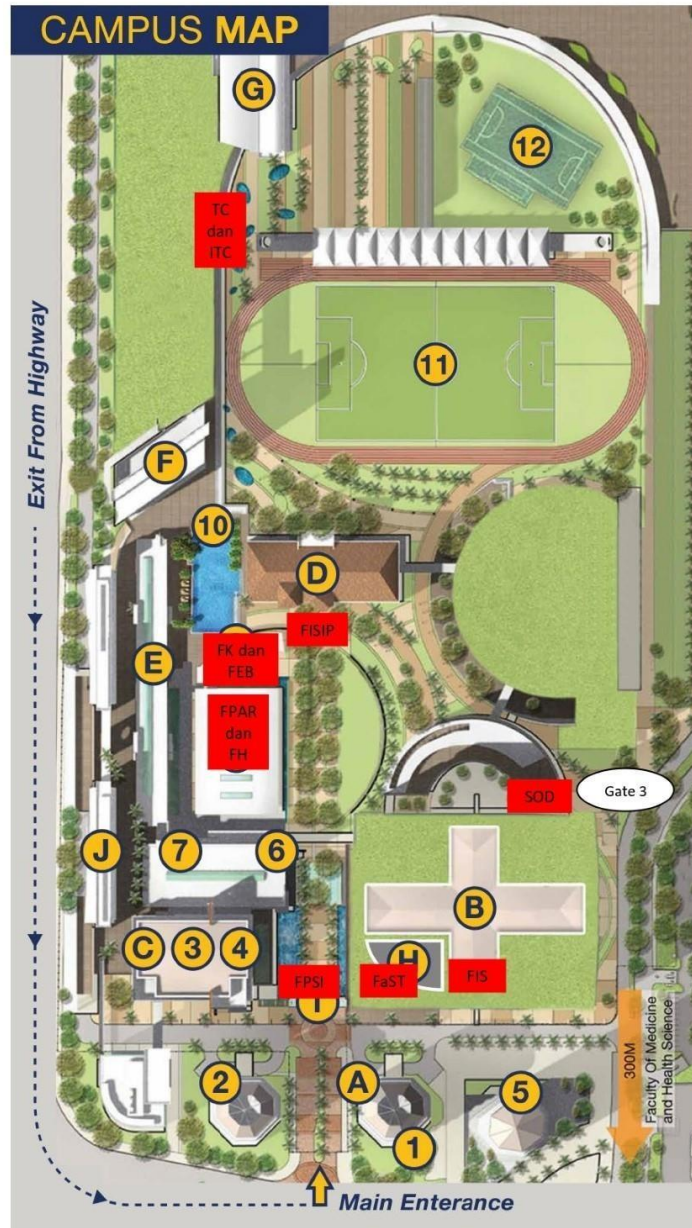 CAMPUS MAP
G
12
TC
dan
ITC
11
Exit From Highway
F
10
D
FISIP
E
FK dan
FEB
FPAR
dan
FH
SOD
Gate 3
J
7
6
B
C
3
4
H
FPSI
FaST
FIS
I
2
A
5
1
300M
Faculty Of Medicine
and Health Science
Main Enterance